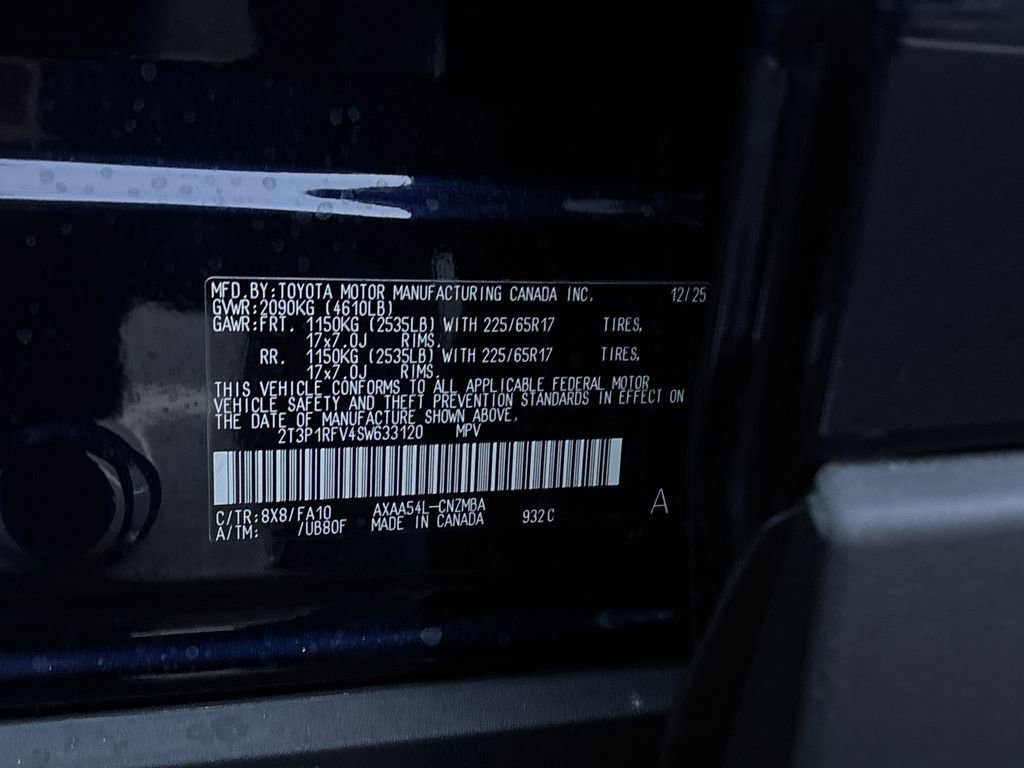 MFD.BY:TOYOTA MOTOR MANUFACTURING CANADA INC. 12/25
GVWR:2090KG (4610LB)
GAWR:FRT. 1150KG (2535LB) WITH 225/65R17 TIRES,
17x7.0J RIMS.
RR. 1150KG (2535LB) WITH 225/65R17 TIRES,
17x7.0J RIMS.
THIS VEHICLE CONFORMS TO ALL APPLICABLE FEDERAL MOTOR
VEHICLE SAFETY AND THEFT PREVENTION STANDARDS IN EFFECT ON
THE DATE OF MANUFACTURE SHOWN ABOVE.
2T3P1RFV4SW633120 MPV
C/TR:8X8/FA10 AXAA54L-CNZMBA
A/TM: /UB80F MADE IN CANADA 932C A